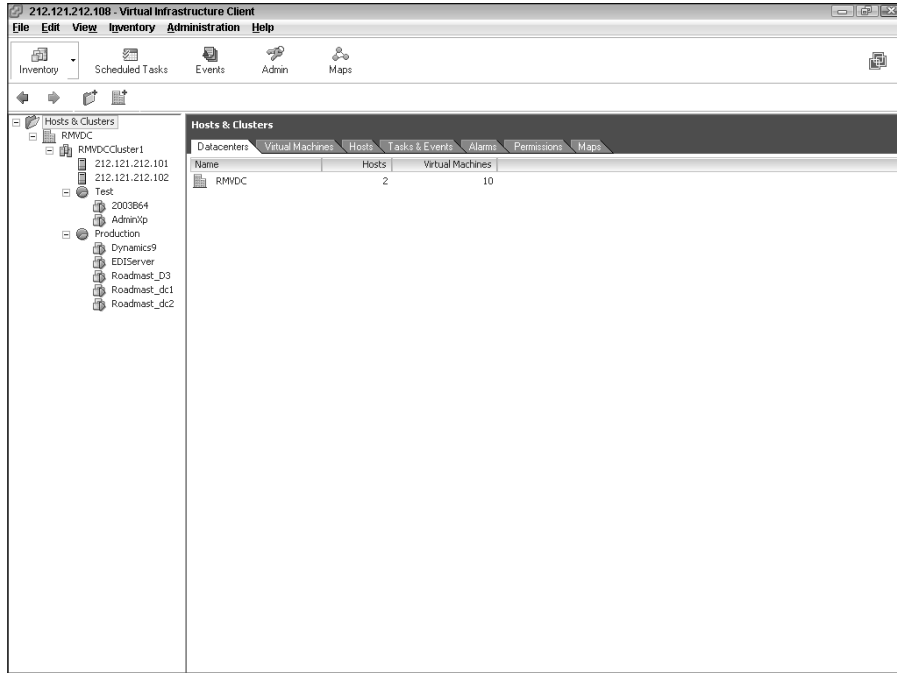 212.121.212.108 - Virtual Infrastructure Client
File Edit View Inventory Administration Help
Inventory Scheduled Tasks Events Admin Maps
Hosts & Clusters
RMVDC
RMVDCCluster1
212.121.212.101
212.121.212.102
Test
2003B64
AdminXp
Production
Dynamics9
EDIServer
Roadmast_D3
Roadmast_dc1
Roadmast_dc2
Hosts & Clusters
Datacenters Virtual Machines Hosts Tasks & Events Alarms Permissions Maps
Name Hosts Virtual Machines
RMVDC 2 10